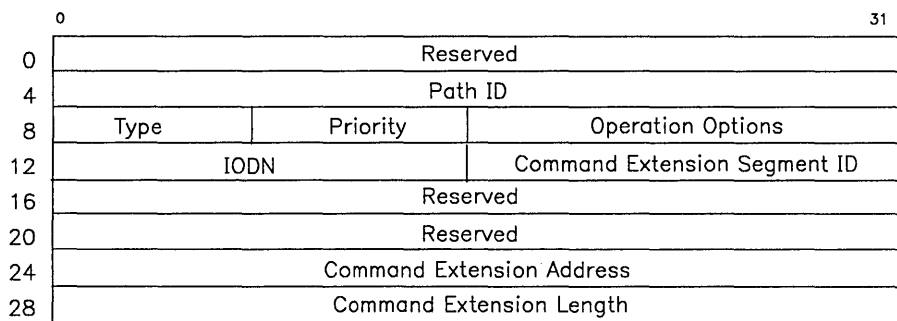 0 31
0 Reserved
4 Path ID
8 Type Priority Operation Options
12 IODN Command Extension Segment ID
16 Reserved
20 Reserved
24 Command Extension Address
28 Command Extension Length